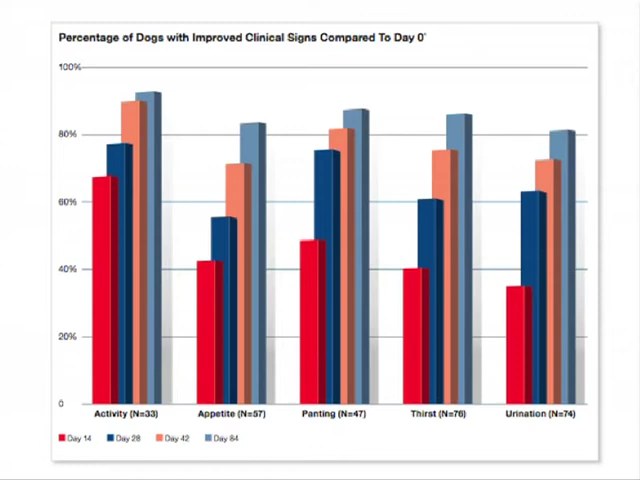 Percentage of Dogs with Improved Clinical Signs Compared To Day 0*
100%
80%
60%
40%
20%
0
Activity (N=33) Appetite (N=57) Panting (N=47) Thirst (N=76) Urination (N=74)
Day 14 Day 28 Day 42 Day 84